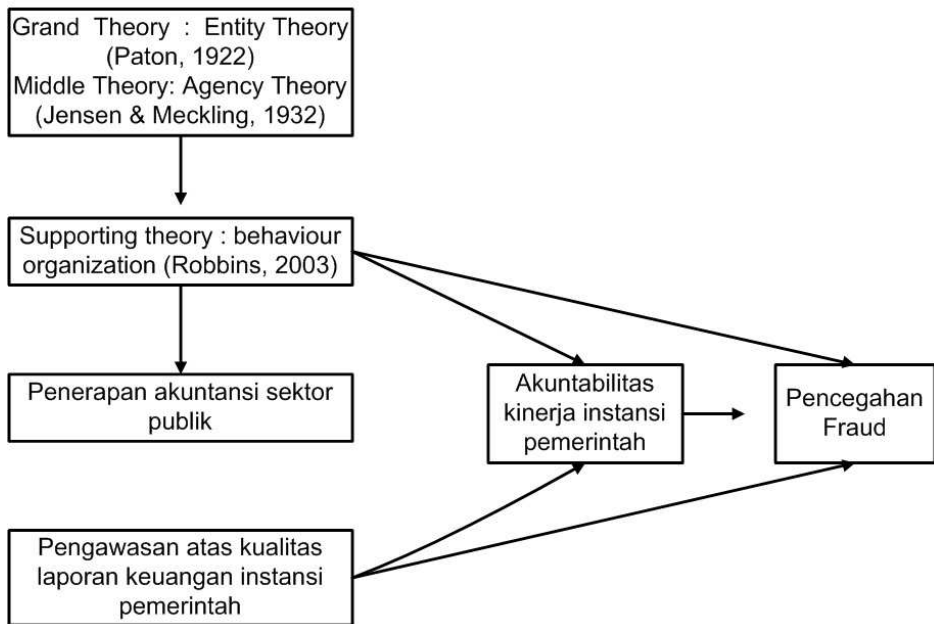 Grand Theory : Entity Theory
(Paton, 1922)
Middle Theory: Agency Theory
(Jensen & Meckling, 1932)
Supporting theory : behaviour
organization (Robbins, 2003)
Penerapan akuntansi sektor
publik
Akuntabilitas
kinerja instansi
pemerintah
Pencegahan
Fraud
Pengawasan atas kualitas
laporan keuangan instansi
pemerintah